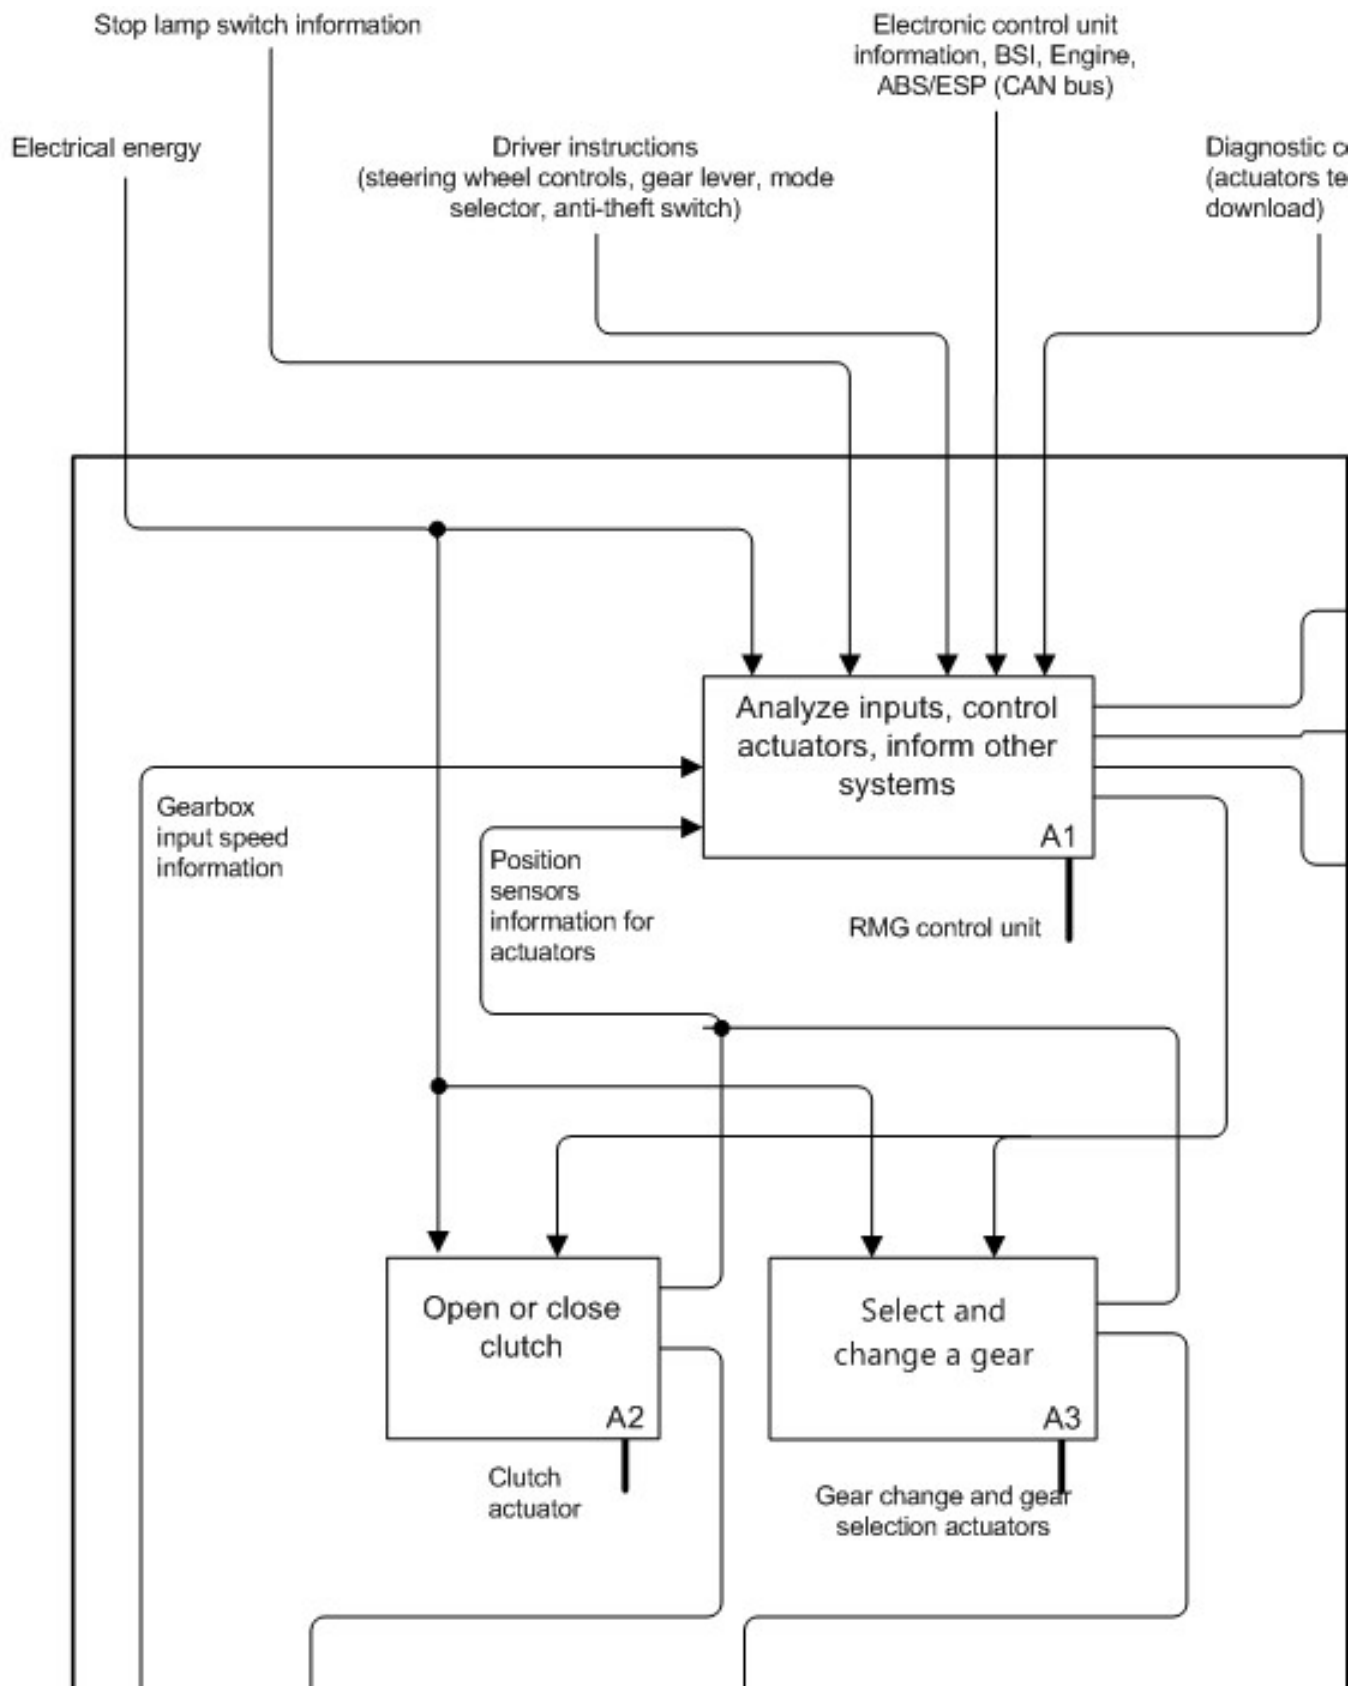 Stop lamp switch information
Electronic control unit
information, BSI, Engine,
ABS/ESP (CAN bus)
Electrical energy
Driver instructions
(steering wheel controls, gear lever, mode
selector, anti-theft switch)
Diagnostic
(actuators
download)
Analyze inputs, control
actuators, inform other
systems
A1
Gearbox
input speed
information
Position
sensors
information for
actuators
RMG control unit
Open or close
clutch
A2
Select and
change a gear
A3
Clutch
actuator
Gear change and gear
selection actuators